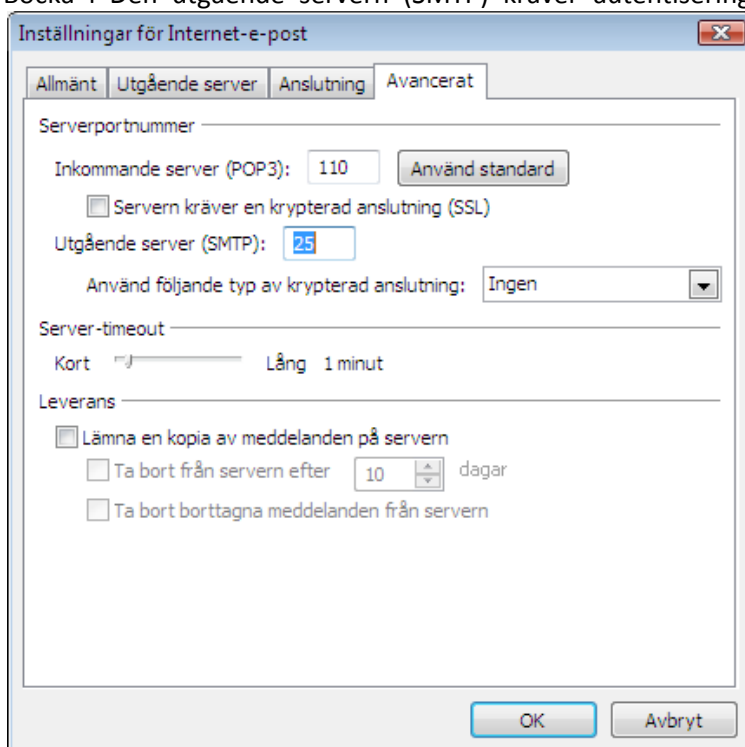 Bocka i "Den utgående servern (SMTP) kräver autentisering
Inställningar för Internet-e-post
Allmänt Utgående server Anslutning Avancerat
Serverportnummer
Inkommande server (POP3): 110 Använd standard
Servern kräver en krypterad anslutning (SSL)
Utgående server (SMTP): 25
Använd följande typ av krypterad anslutning: Ingen
Server-timeout
Kort Lång 1 minut
Leverans
Lämna en kopia av meddelanden på servern
Ta bort från servern efter 10 dagar
Ta bort borttagna meddelanden från servern
OK Avbryt